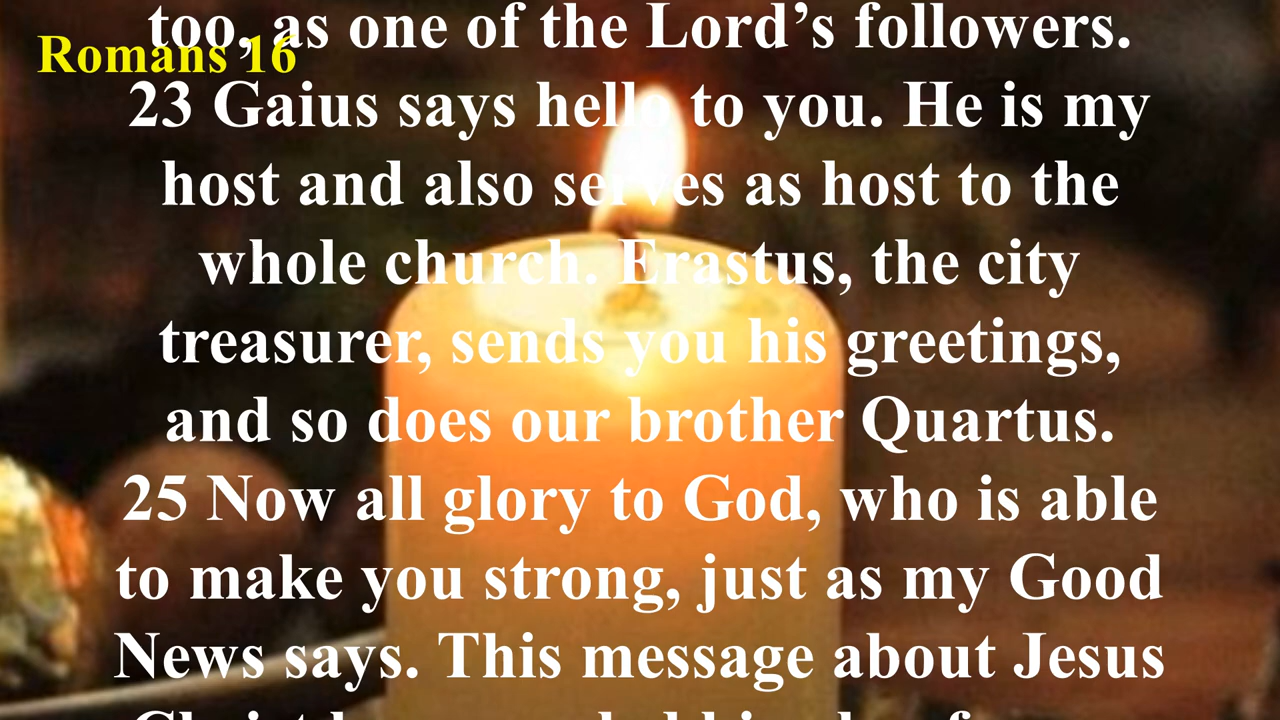 too, as one of the Lord’s followers.
Romans 16
23 Gaius says hello to you. He is my
host and also serves as host to the
whole church. Erastus, the city
treasurer, sends you his greetings,
and so does our brother Quartus.
25 Now all glory to God, who is able
to make you strong, just as my Good
News says. This message about Jesus